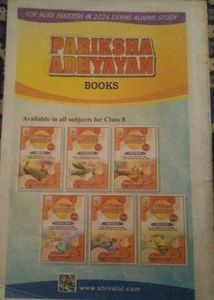 FOR SURE SUCCESS IN 2024 EXAMS ALWAYS STUDY
PARIKSHA
ADHYAYAN
BOOKS
Available in all subjects for Class 8
www.shivalal.com